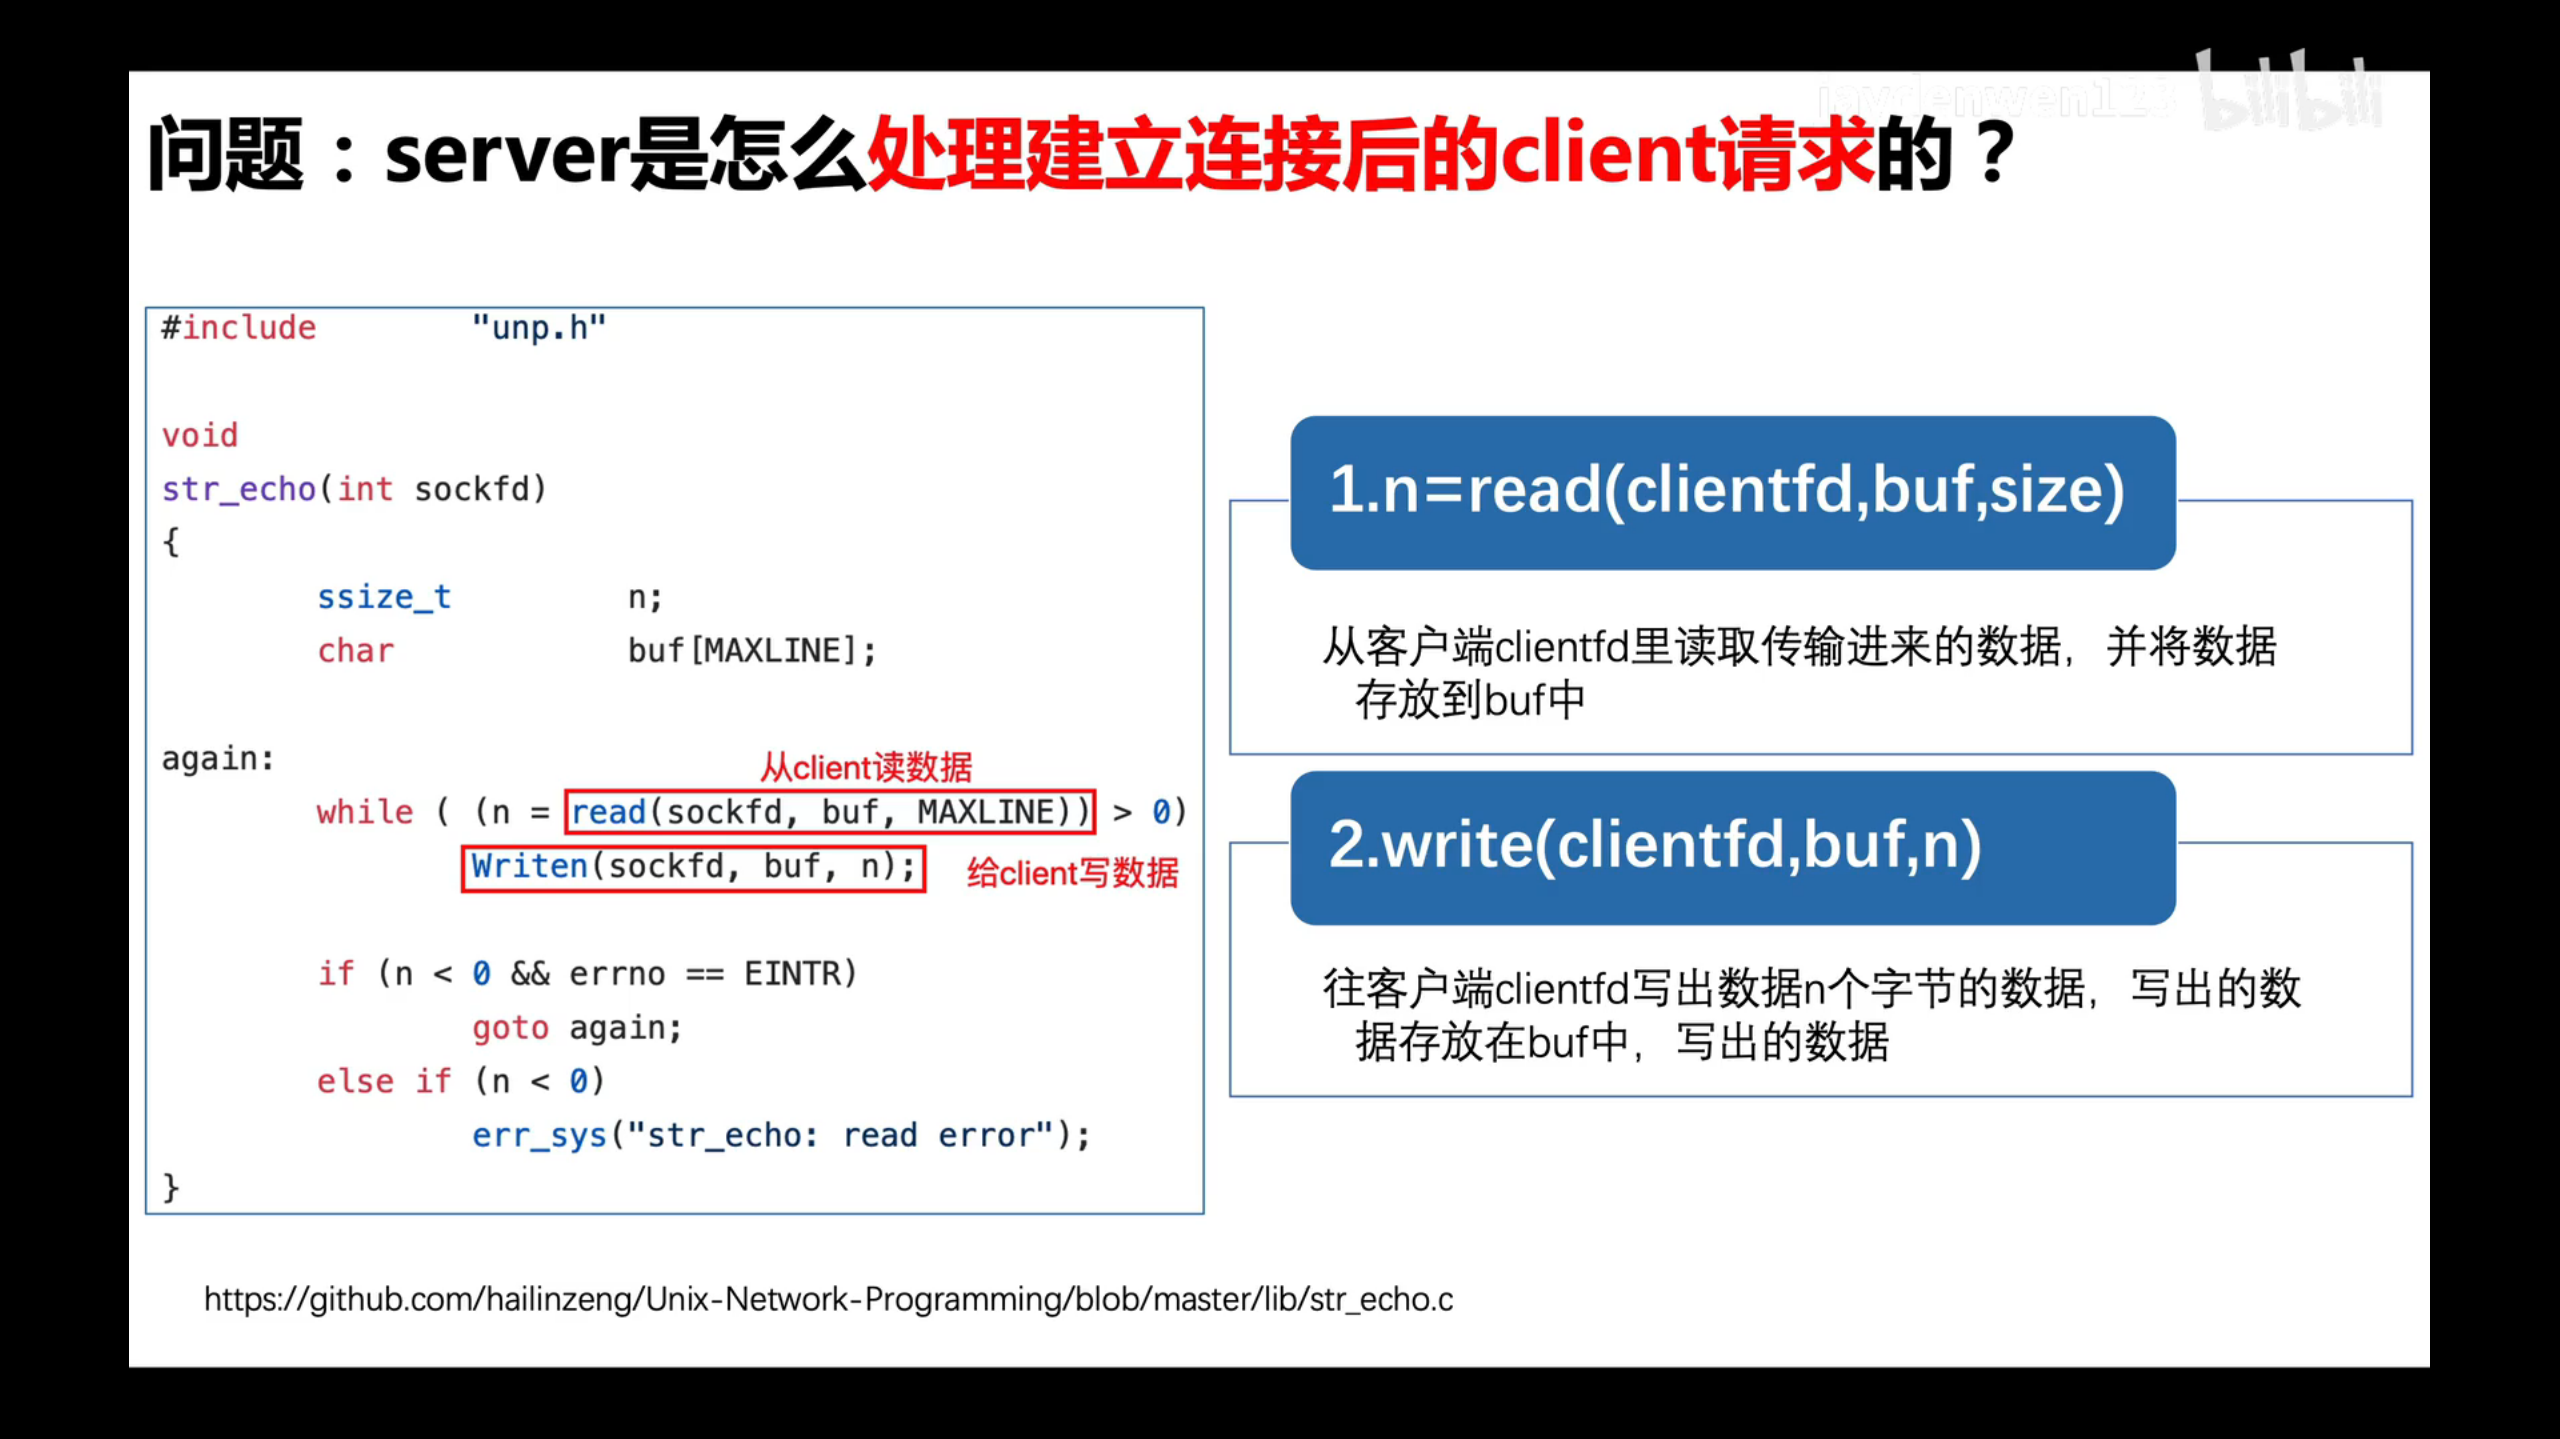 bilibili
问题：server是怎么处理建立连接后的client请求的？
#include        "unp.h"
void
str_echo(int sockfd)
{
        ssize_t         n;
        char            buf[MAXLINE];
again:
从client读数据
        while ( (n = read(sockfd, buf, MAXLINE)) > 0)
                Writen(sockfd, buf, n);
给client写数据
        if (n < 0 && errno == EINTR)
                goto again;
        else if (n < 0)
                err_sys("str_echo: read error");
}
1.n=read(clientfd,buf,size)
从客户端clientfd里读取传输进来的数据，并将数据
存放到buf中
2.write(clientfd,buf,n)
往客户端clientfd写出数据n个字节的数据，写出的数
据存放在buf中，写出的数据
https://github.com/hailinzeng/Unix-Network-Programming/blob/master/lib/str_echo.c